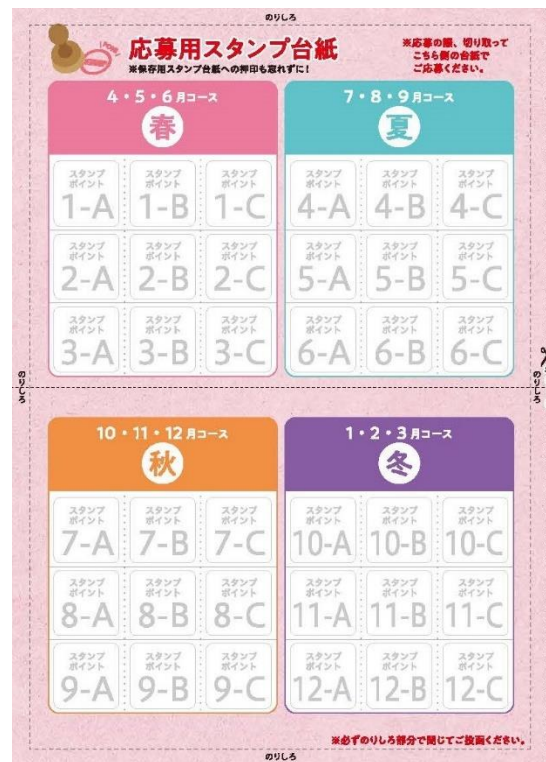 のりしろ
応募用スタンプ台紙
※保存用スタンプ台紙への押印も忘れずに!
※応募の際、切り取って
こちら側の台紙で
ご応募ください。
4・5・6月コース
春
スタンプ
ポイント
1-A
スタンプ
ポイント
1-B
スタンプ
ポイント
1-C
スタンプ
ポイント
2-A
スタンプ
ポイント
2-B
スタンプ
ポイント
2-C
スタンプ
ポイント
3-A
スタンプ
ポイント
3-B
スタンプ
ポイント
3-C
7・8・9月コース
夏
スタンプ
ポイント
4-A
スタンプ
ポイント
4-B
スタンプ
ポイント
4-C
スタンプ
ポイント
5-A
スタンプ
ポイント
5-B
スタンプ
ポイント
5-C
スタンプ
ポイント
6-A
スタンプ
ポイント
6-B
スタンプ
ポイント
6-C
のりしろ
のりしろ
10・11・12月コース
秋
スタンプ
ポイント
7-A
スタンプ
ポイント
7-B
スタンプ
ポイント
7-C
スタンプ
ポイント
8-A
スタンプ
ポイント
8-B
スタンプ
ポイント
8-C
スタンプ
ポイント
9-A
スタンプ
ポイント
9-B
スタンプ
ポイント
9-C
1・2・3月コース
冬
スタンプ
ポイント
10-A
スタンプ
ポイント
10-B
スタンプ
ポイント
10-C
スタンプ
ポイント
11-A
スタンプ
ポイント
11-B
スタンプ
ポイント
11-C
スタンプ
ポイント
12-A
スタンプ
ポイント
12-B
スタンプ
ポイント
12-C
※必ずのりしろ部分で閉じてご投函ください。
のりしろ